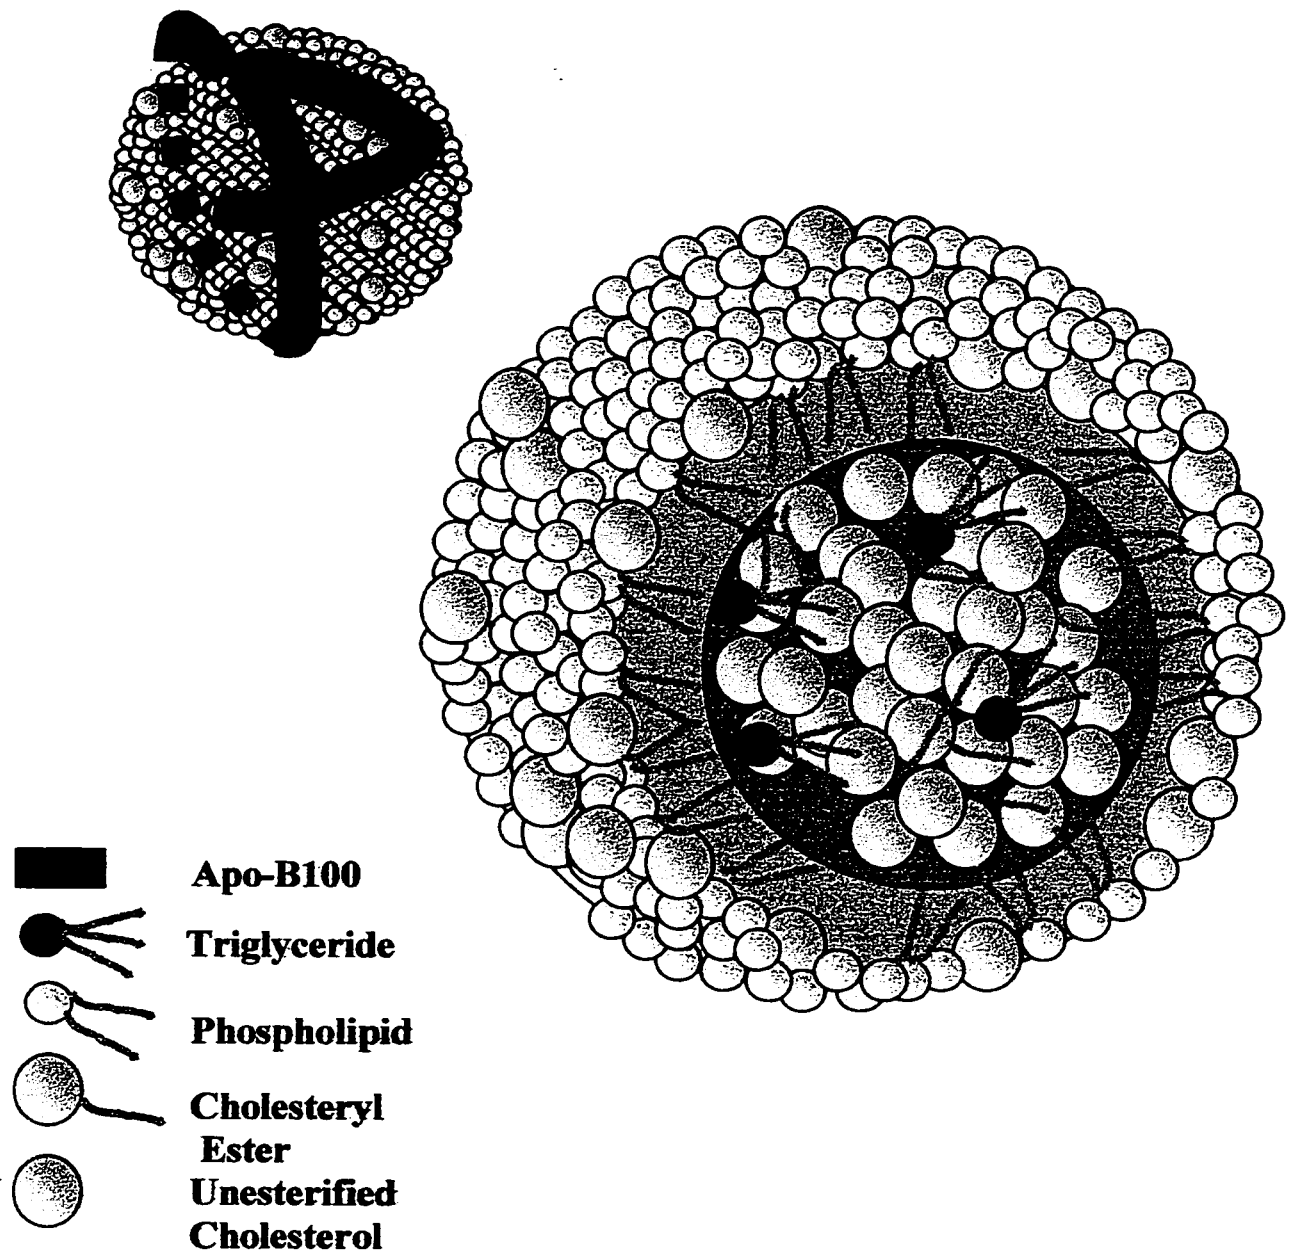 Apo-B100
Triglyceride
Phospholipid
Cholesteryl
Ester
Unesterified
Cholesterol